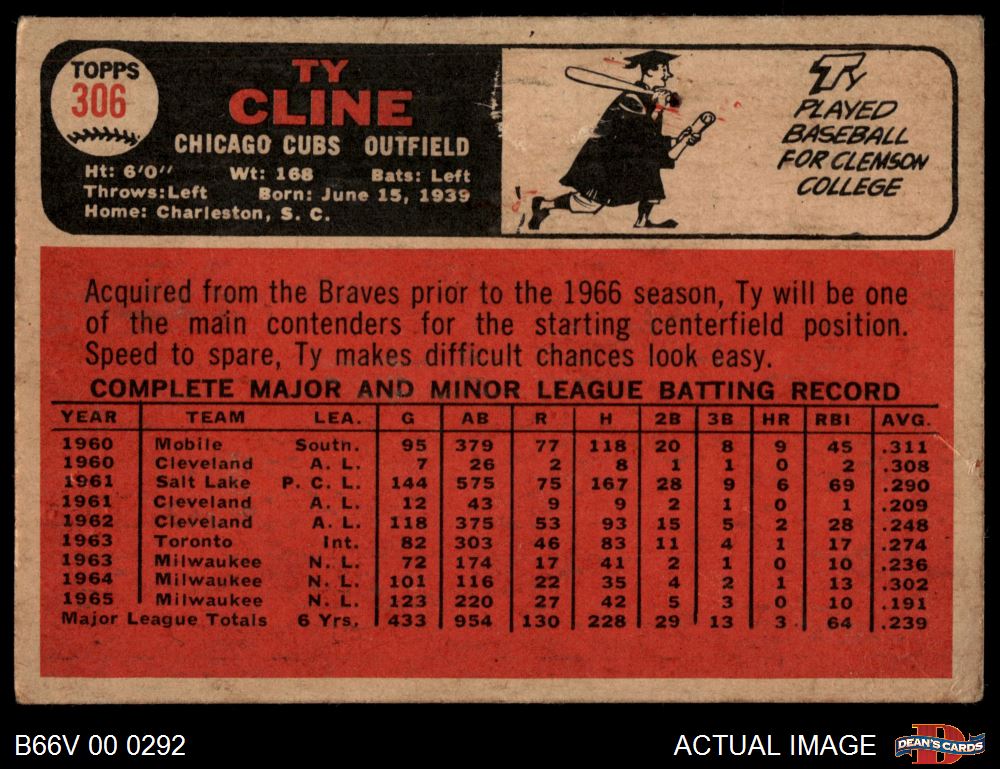 TOPPS
306
TY
CLINE
CHICAGO CUBS OUTFIELD
Ht: 6'0" Wt: 168 Bats: Left
Throws:Left Born: June 15, 1939
Home: Charleston, S. C.
TY
PLAYED
BASEBALL
FOR CLEMSON
COLLEGE
Acquired from the Braves prior to the 1966 season, Ty will be one
of the main contenders for the starting centerfield position.
Speed to spare, Ty makes difficult chances look easy.
COMPLETE MAJOR AND MINOR LEAGUE BATTING RECORD
YEAR TEAM LEA. G AB R H 2B 3B HR RBI AVG.
1960 Mobile South. 95 379 77 118 20 8 9 45 .311
1960 Cleveland A. L. 7 26 2 8 1 1 0 2 .308
1961 Salt Lake P. C. L. 144 575 75 167 28 9 6 69 .290
1961 Cleveland A. L. 12 43 9 9 2 1 0 1 .209
1962 Cleveland A. L. 118 375 53 93 15 5 2 28 .248
1963 Toronto Int. 82 303 46 83 11 4 1 17 .274
1963 Milwaukee N. L. 72 174 17 41 2 1 0 10 .236
1964 Milwaukee N. L. 101 116 22 35 4 2 1 13 .302
1965 Milwaukee N. L. 123 220 27 42 5 3 0 10 .191
Major League Totals 6 Yrs. 433 954 130 228 29 13 3 64 .239
B66V 00 0292
ACTUAL IMAGE
D
DEAN'S CARDS